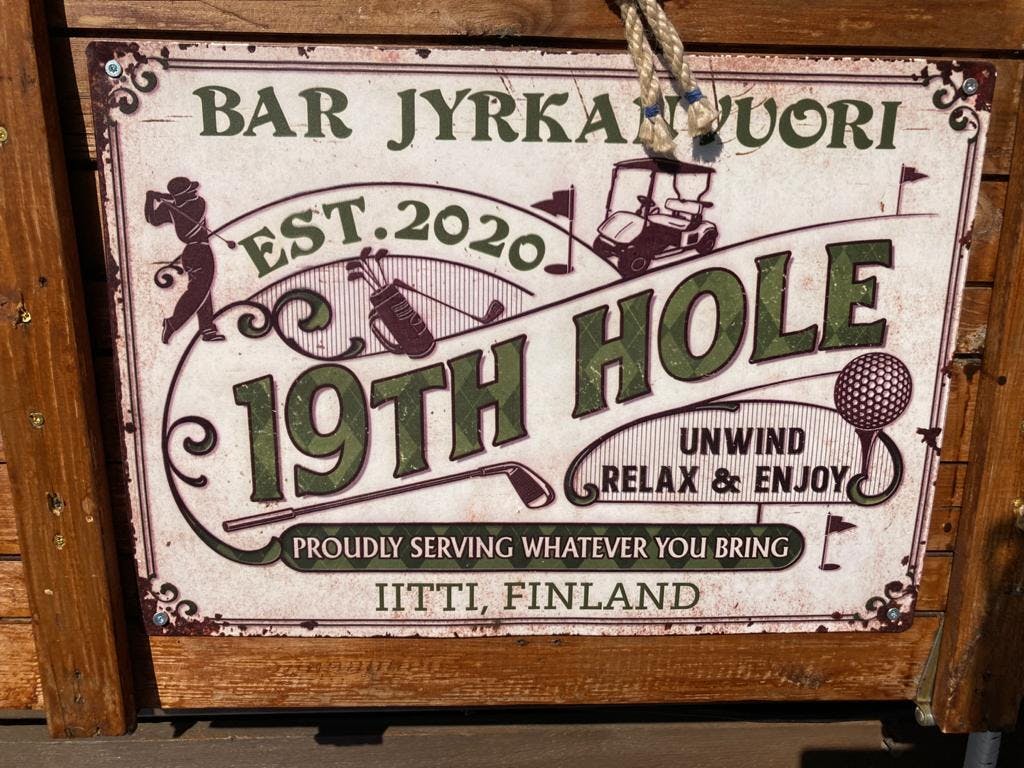 BAR JYRKANVUORI
EST. 2020
19TH HOLE
UNWIND
RELAX & ENJOY
PROUDLY SERVING WHATEVER YOU BRING
IITTI, FINLAND